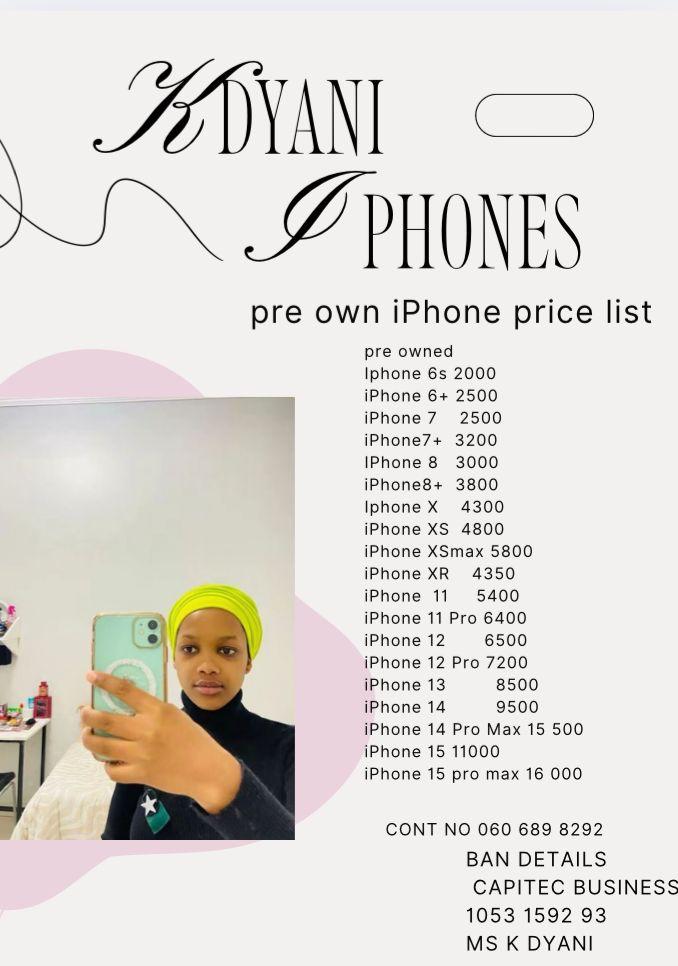 KDYANI
IPHONES
pre own iPhone price list
pre owned
Iphone 6s 2000
iPhone 6+ 2500
iPhone 7 2500
iPhone7+ 3200
IPhone 8 3000
iPhone8+ 3800
Iphone X 4300
iPhone XS 4800
iPhone XSmax 5800
iPhone XR 4350
iPhone 11 5400
iPhone 11 Pro 6400
iPhone 12 6500
iPhone 12 Pro 7200
iPhone 13 8500
iPhone 14 9500
iPhone 14 Pro Max 15 500
iPhone 15 11000
iPhone 15 pro max 16 000
CONT NO 060 689 8292
BAN DETAILS
CAPITEC BUSINESS
1053 1592 93
MS K DYANI